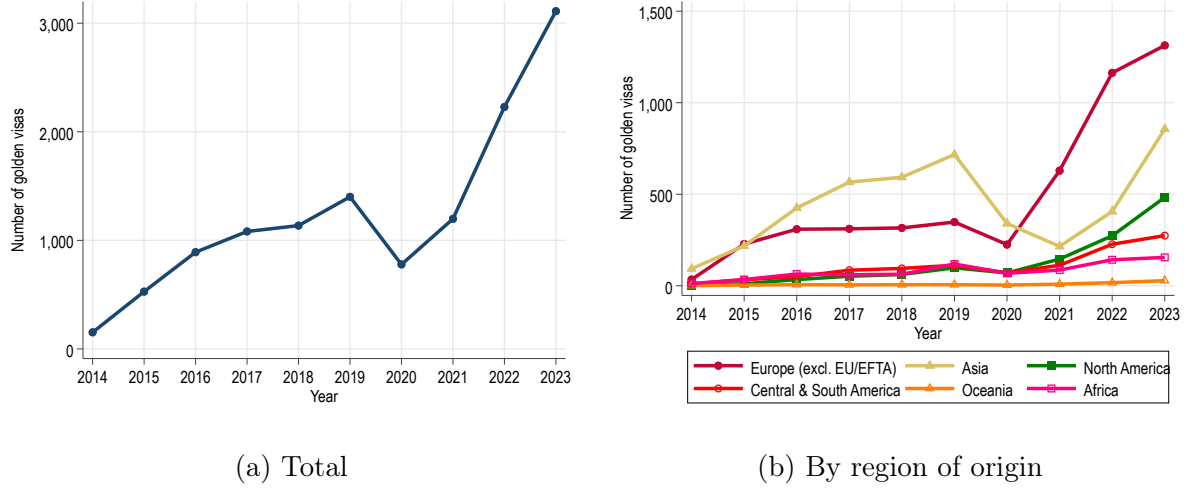 Number of golden visas
3,000
2,000
1,000
0
2014 2015 2016 2017 2018 2019 2020 2021 2022 2023
Year
(a) Total
Number of golden visas
1,500
1,000
500
0
2014 2015 2016 2017 2018 2019 2020 2021 2022 2023
Year
Europe (excl. EU/EFTA) Asia North America
Central & South America Oceania Africa
(b) By region of origin